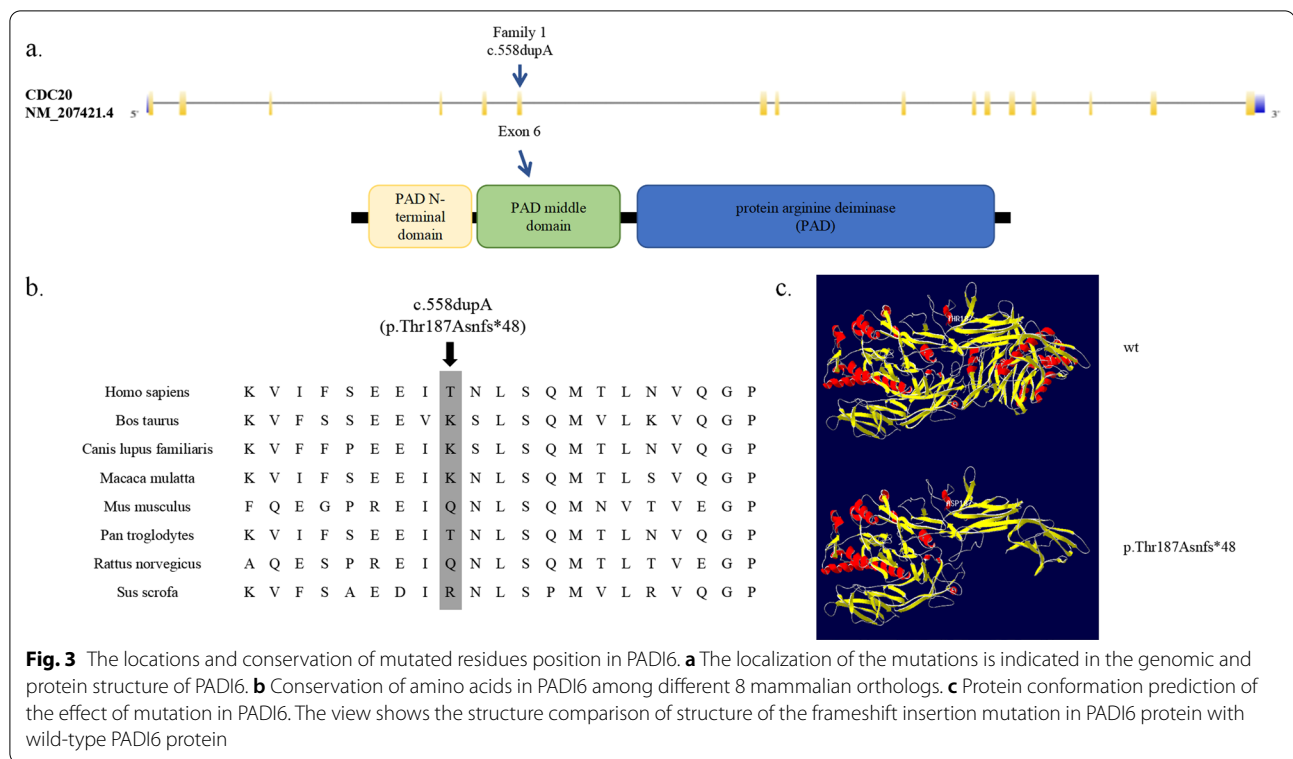 a.
Family 1
c.558dupA
CDC20
NM_207421.4
5'
3'
Exon 6
PAD N-
terminal
domain
PAD middle
domain
protein arginine deiminase
(PAD)
b.
c.558dupA
(p.Thr187Asnfs*48)
Homo sapiens K V I F S E E I T N L S Q M T L N V Q G P
Bos taurus K V F S S E E V K S L S Q M V L K V Q G P
Canis lupus familiaris K V F F P E E I K S L S Q M T L N V Q G P
Macaca mulatta K V I F S E E I K N L S Q M T L S V Q G P
Mus musculus F Q E G P R E I Q N L S Q M N V T V E G P
Pan troglodytes K V I F S E E I T N L S Q M T L N V Q G P
Rattus norvegicus A Q E S P R E I Q N L S Q M T L T V E G P
Sus scrofa K V F S A E D I R N L S P M V L R V Q G P
c.
wt
p.Thr187Asnfs*48
Fig. 3 The locations and conservation of mutated residues position in PADI6. a The localization of the mutations is indicated in the genomic and
protein structure of PADI6. b Conservation of amino acids in PADI6 among different 8 mammalian orthologs. c Protein conformation prediction of
the effect of mutation in PADI6. The view shows the structure comparison of structure of the frameshift insertion mutation in PADI6 protein with
wild-type PADI6 protein